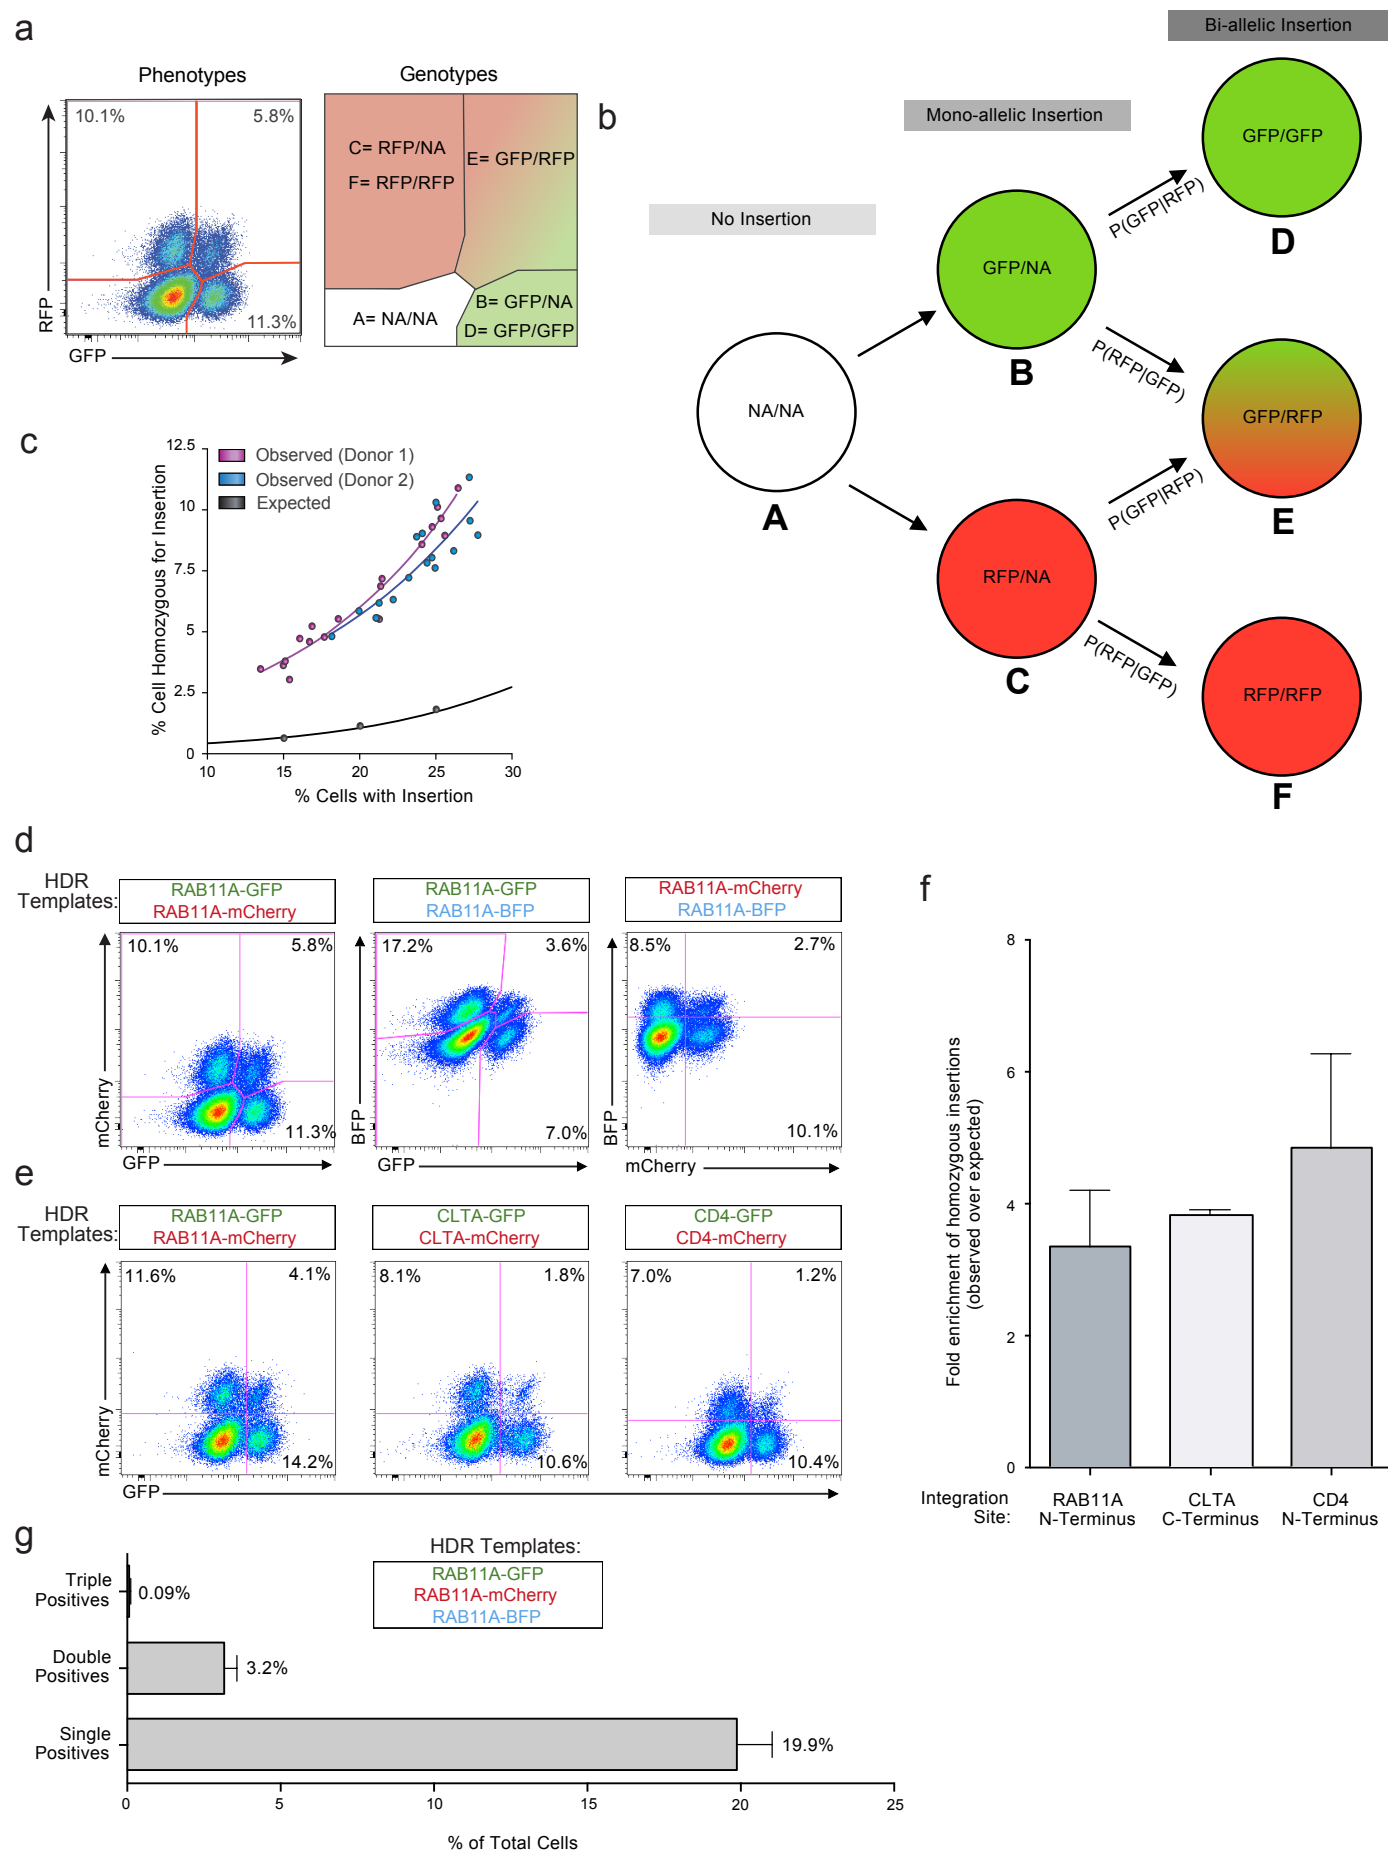 a
Phenotypes
10.1%
5.8%
11.3%
RFP
GFP
Genotypes
C= RFP/NA
F= RFP/RFP
E= GFP/RFP
A= NA/NA
B= GFP/NA
D= GFP/GFP
b
No Insertion
Mono-allelic Insertion
Bi-allelic Insertion
NA/NA
A
GFP/NA
B
RFP/NA
C
P(GFP|RFP)
P(RFP|GFP)
P(GFP|RFP)
P(RFP|GFP)
GFP/GFP
D
GFP/RFP
E
RFP/RFP
F
c
Observed (Donor 1)
Observed (Donor 2)
Expected
% Cell Homozygous for Insertion
12.5
10
7.5
5
2.5
0
10 15 20 25 30
% Cells with Insertion
d
HDR
Templates:
RAB11A-GFP
RAB11A-mCherry
10.1%
5.8%
11.3%
mCherry
GFP
RAB11A-GFP
RAB11A-BFP
17.2%
3.6%
7.0%
BFP
GFP
RAB11A-mCherry
RAB11A-BFP
8.5%
2.7%
10.1%
BFP
mCherry
e
HDR
Templates:
RAB11A-GFP
RAB11A-mCherry
11.6%
4.1%
14.2%
mCherry
GFP
CLTA-GFP
CLTA-mCherry
8.1%
1.8%
10.6%
CD4-GFP
CD4-mCherry
7.0%
1.2%
10.4%
f
Fold enrichment of homozygous insertions
(observed over expected)
8
6
4
2
0
Integration
Site:
RAB11A
N-Terminus
CLTA
C-Terminus
CD4
N-Terminus
g
HDR Templates:
RAB11A-GFP
RAB11A-mCherry
RAB11A-BFP
Triple
Positives
0.09%
Double
Positives
3.2%
Single
Positives
19.9%
0 5 10 15 20 25
% of Total Cells